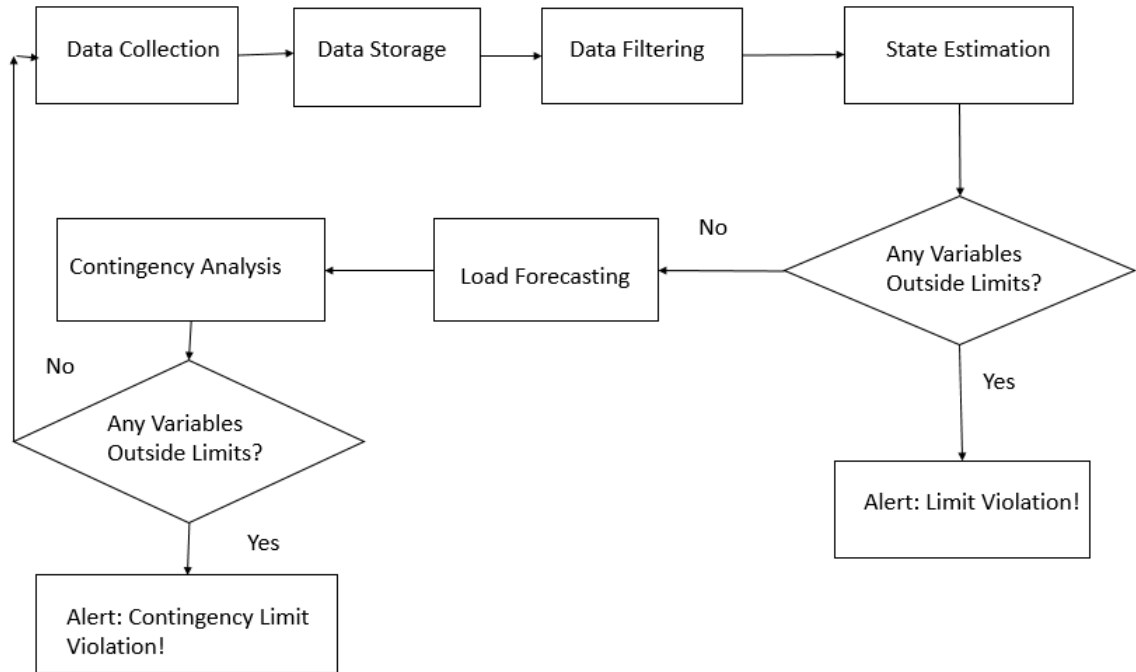 Data Collection
Data Storage
Data Filtering
State Estimation
No
Any Variables
Outside Limits?
Load Forecasting
Contingency Analysis
Yes
Alert: Limit Violation!
No
Any Variables
Outside Limits?
Yes
Alert: Contingency Limit
Violation!